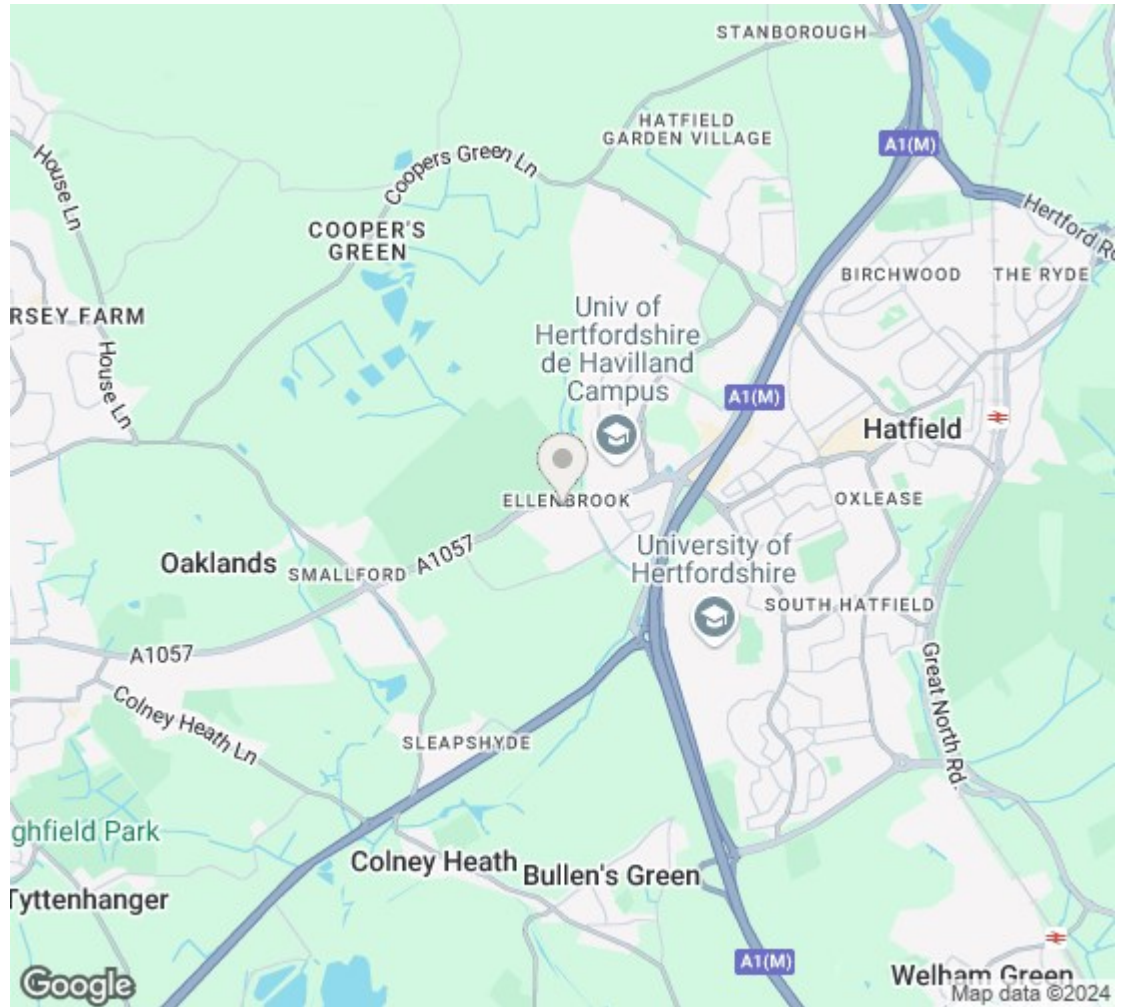 STANBOROUGH
HATFIELD
GARDEN VILLAGE
A1(M)
House Ln
Coopers Green Ln
COOPER'S
GREEN
Hertford Rd
BIRCHWOOD
THE RYDE
RSEY FARM
House Ln
Univ of
Hertfordshire
de Havilland
Campus
A1(M)
Hatfield
ELLENBROOK
OXLEASE
A1057
Oaklands
SMALLFORD
University of
Hertfordshire
SOUTH HATFIELD
A1057
Great North Rd.
Colney Heath Ln
SLEAPSHYDE
ghfield Park
Colney Heath
Bullen's Green
Tyttenhanger
A1(M)
Welham Green
Google
Map data ©2024